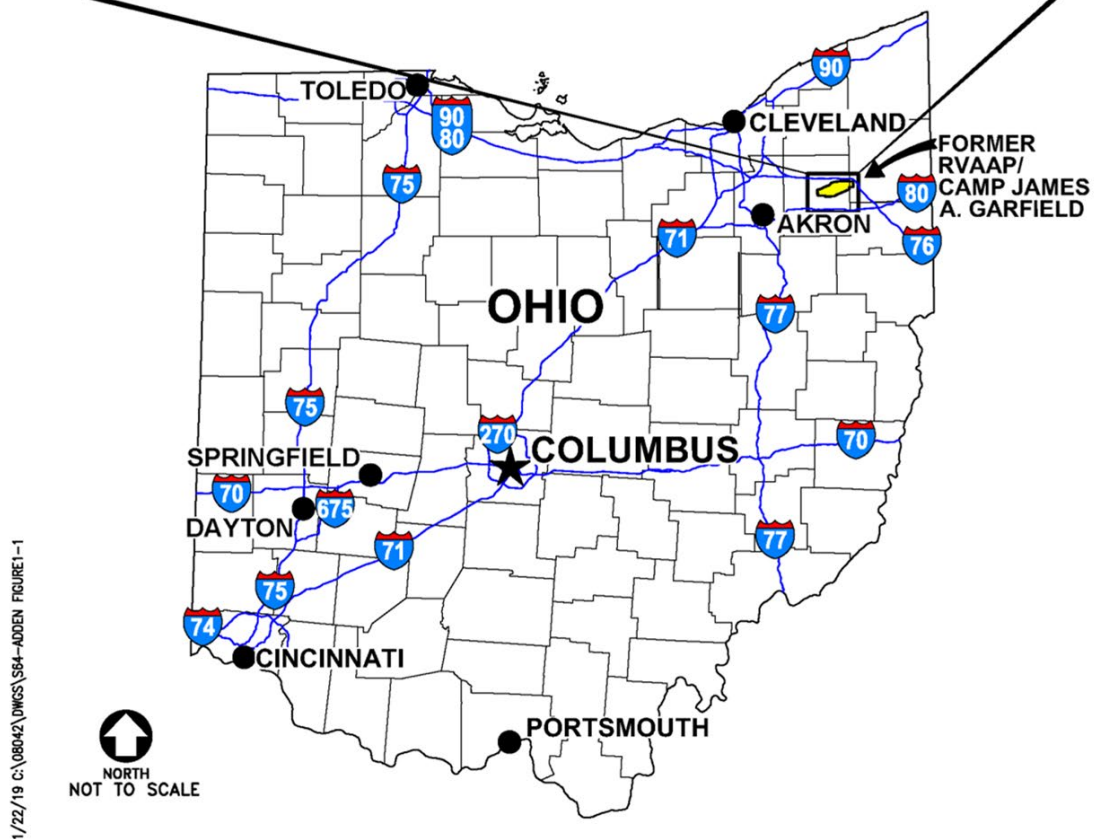 90
TOLEDO
90
80
CLEVELAND
FORMER
RVAAP/
CAMP JAMES
A. GARFIELD
75
80
AKRON
71
76
OHIO
77
75
270
COLUMBUS
70
SPRINGFIELD
70
675
DAYTON
71
77
75
74
CINCINNATI
PORTSMOUTH
NORTH
NOT TO SCALE
1/22/19 C:\08042\DWGS\S64-ADDEN FIGURE1-1